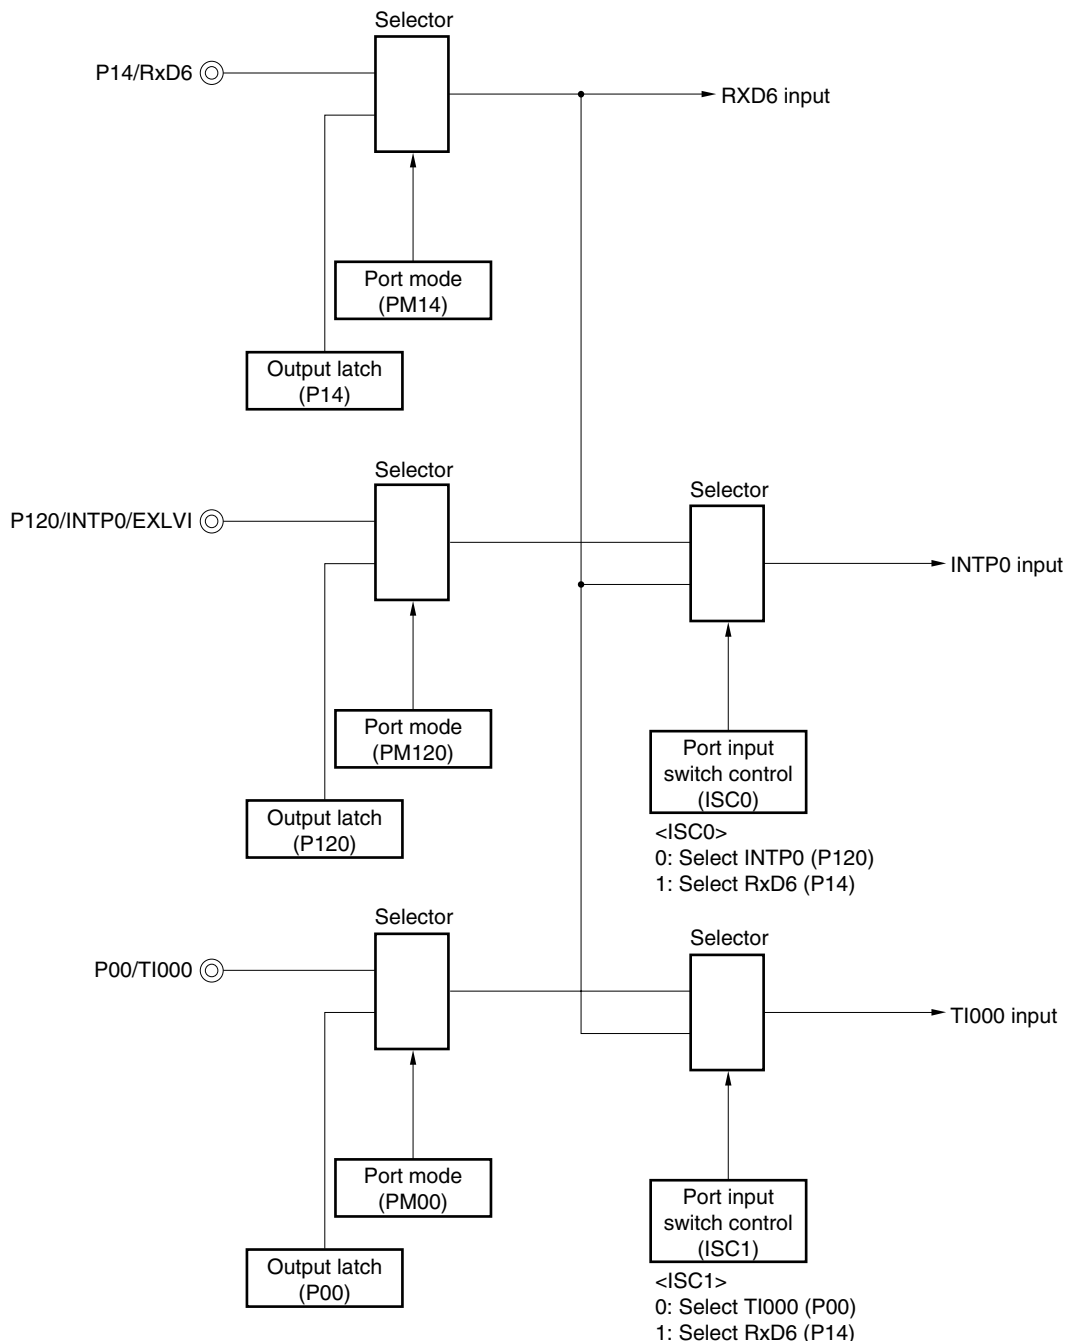 Selector
P14/RxD6
RXD6 input
Port mode
(PM14)
Output latch
(P14)
Selector
Selector
P120/INTP0/EXLVI
INTP0 input
Port mode
(PM120)
Port input
switch control
(ISC0)
Output latch
(P120)
<ISC0>
0: Select INTP0 (P120)
1: Select RxD6 (P14)
Selector
Selector
P00/TI000
TI000 input
Port mode
(PM00)
Port input
switch control
(ISC1)
Output latch
(P00)
<ISC1>
0: Select TI000 (P00)
1: Select RxD6 (P14)